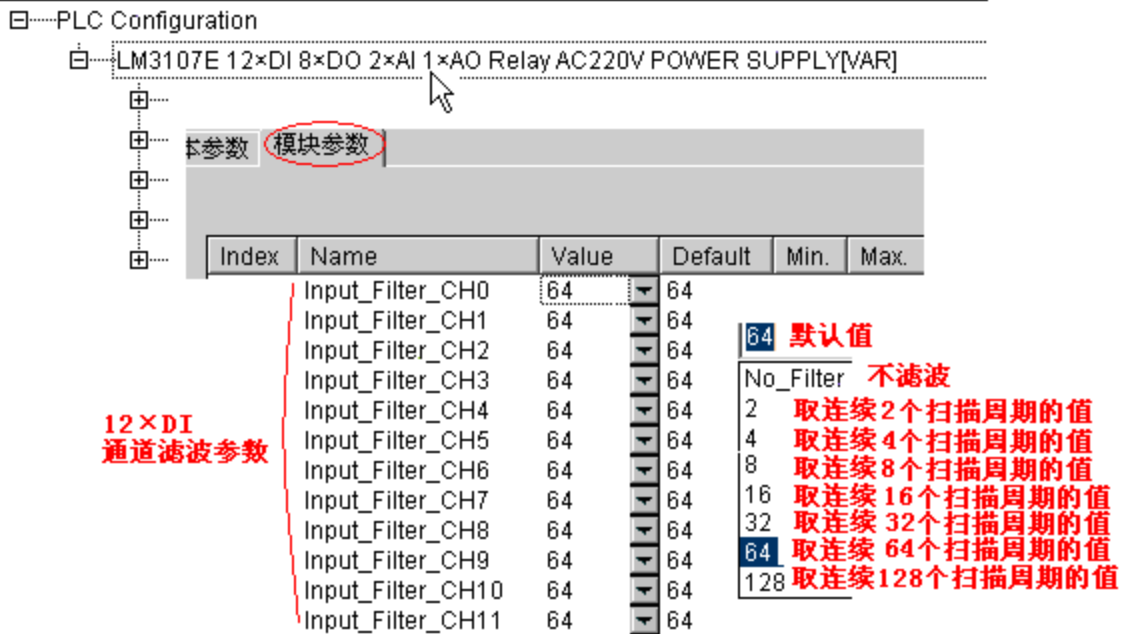 PLC Configuration
LM3107E 12×DI 8×DO 2×AI 1×AO Relay AC220V POWER SUPPLY[VAR]
本参数 模块参数
Index Name Value Default Min. Max.
Input_Filter_CH0 64 64
Input_Filter_CH1 64 64
Input_Filter_CH2 64 64
Input_Filter_CH3 64 64
Input_Filter_CH4 64 64
Input_Filter_CH5 64 64
Input_Filter_CH6 64 64
Input_Filter_CH7 64 64
Input_Filter_CH8 64 64
Input_Filter_CH9 64 64
Input_Filter_CH10 64 64
Input_Filter_CH11 64 64
12×DI
通道滤波参数
64 默认值
No_Filter 不滤波
2 取连续2个扫描周期的值
4 取连续4个扫描周期的值
8 取连续8个扫描周期的值
16 取连续16个扫描周期的值
32 取连续 32个扫描周期的值
64 取连续 64个扫描周期的值
128 取连续128个扫描周期的值